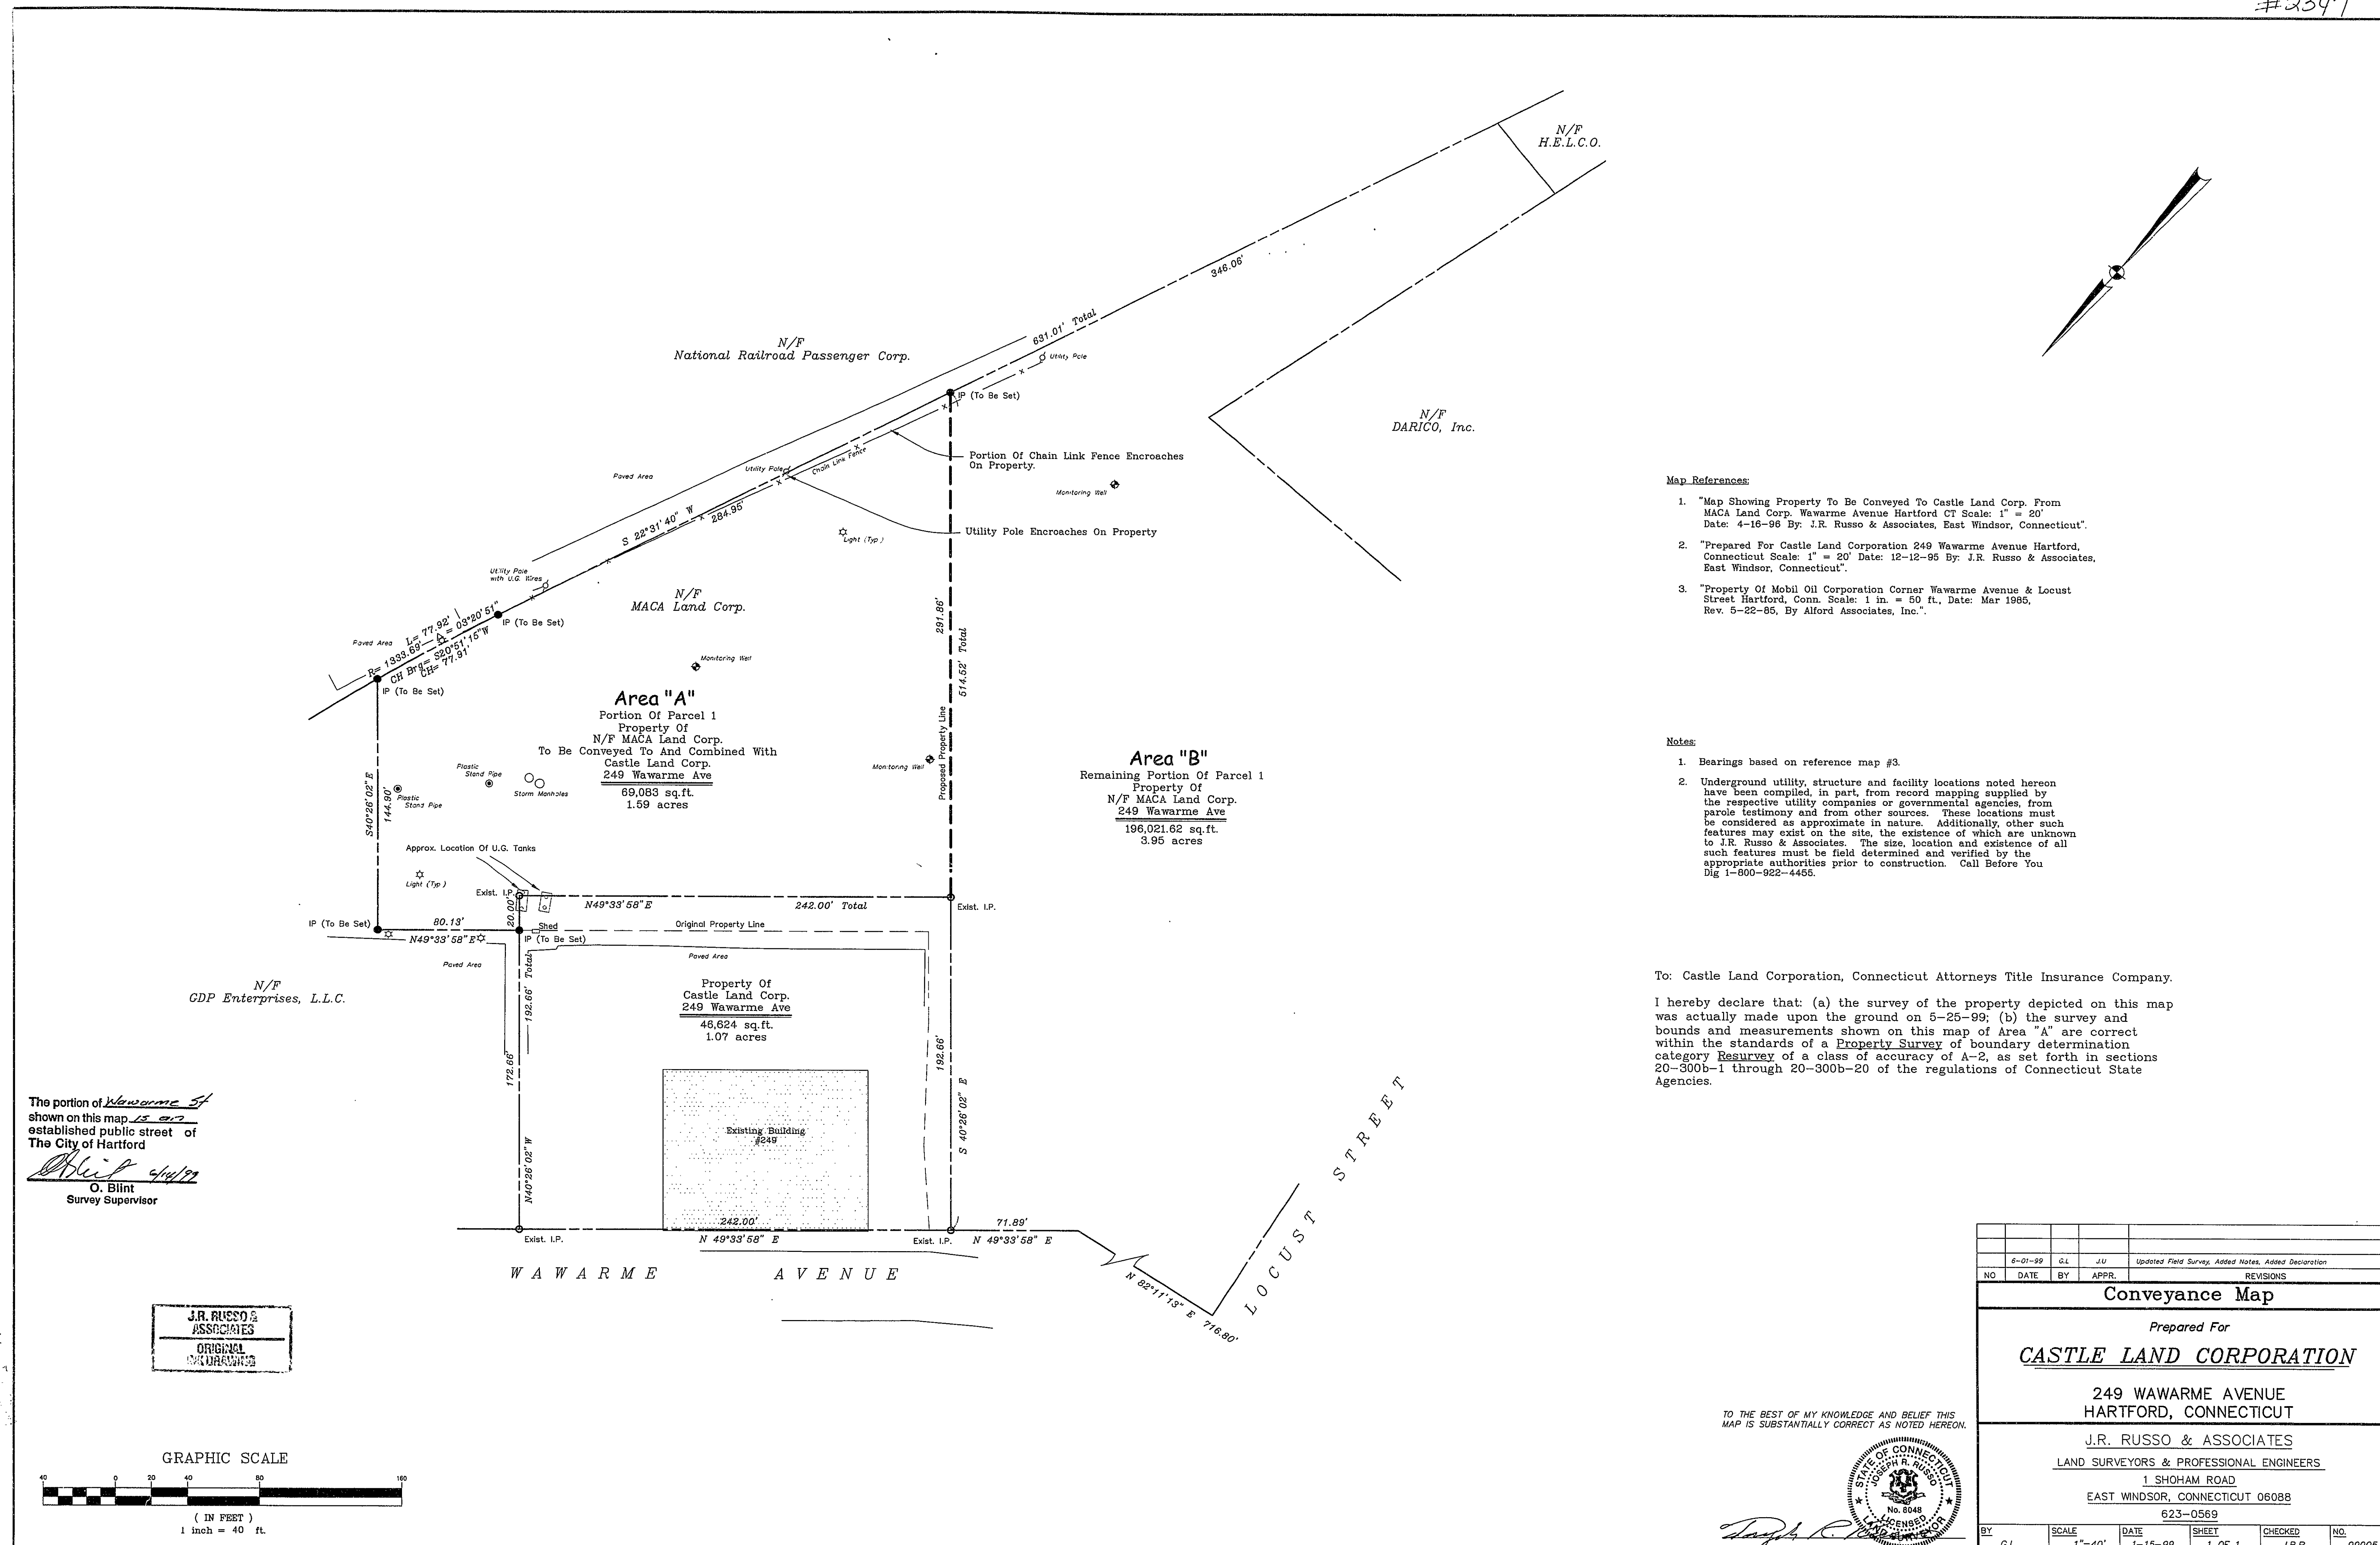 #2397
N/F
H.E.L.C.O.
346.06'
631.01' Total
N/F
National Railroad Passenger Corp.
Utility Pole
IP (To Be Set)
N/F
DARICO, Inc.
Portion Of Chain Link Fence Encroaches
On Property.
Utility Pole
Chain Link Fence
Paved Area
Monitoring Well
S 22°31'40" W
284.95'
Light (Typ.)
Utility Pole Encroaches On Property
Utility Pole
with U.G. Wires
N/F
MACA Land Corp.
IP (To Be Set)
Paved Area
L= 77.92'
R= 1333.69'
Δ= 03°20'51"
CH Brg= S20°51'15"W
CH= 77.91'
IP (To Be Set)
291.86'
514.52' Total
Monitoring Well
Area "A"
Portion Of Parcel 1
Property Of
N/F MACA Land Corp.
To Be Conveyed To And Combined With
Castle Land Corp.
249 Wawarme Ave
69,083 sq.ft.
1.59 acres
Proposed Property Line
Monitoring Well
Area "B"
Remaining Portion Of Parcel 1
Property Of
N/F MACA Land Corp.
249 Wawarme Ave
196,021.62 sq.ft.
3.95 acres
S40°26'02"E
144.90'
Plastic
Stand Pipe
Plastic
Stand Pipe
Storm Manholes
Approx. Location Of U.G. Tanks
Light (Typ.)
Exist. I.P.
20.00'
N49°33'58"E
242.00' Total
Exist. I.P.
IP (To Be Set)
80.13'
N49°33'58"E
Shed
IP (To Be Set)
Original Property Line
Paved Area
Paved Area
N/F
GDP Enterprises, L.L.C.
192.66' Total
172.66'
N40°26'02"W
Property Of
Castle Land Corp.
249 Wawarme Ave
46,624 sq.ft.
1.07 acres
192.66'
S 40°26'02" E
Existing Building
#249
242.00'
N 49°33'58" E
Exist. I.P.
Exist. I.P.
71.89'
N 49°33'58" E
WAWARME AVENUE
N 82°11'13" E 716.80'
LOCUST STREET
The portion of Wawarme St
shown on this map is an
established public street of
The City of Hartford
O Blint 6/14/99
O. Blint
Survey Supervisor
J.R. RUSSO &
ASSOCIATES
ORIGINAL
INK DRAWING
GRAPHIC SCALE
40 0 20 40 80 160
( IN FEET )
1 inch = 40 ft.
Map References:
1. "Map Showing Property To Be Conveyed To Castle Land Corp. From
MACA Land Corp. Wawarme Avenue Hartford CT Scale: 1" = 20'
Date: 4-16-96 By: J.R. Russo & Associates, East Windsor, Connecticut".
2. "Prepared For Castle Land Corporation 249 Wawarme Avenue Hartford,
Connecticut Scale: 1" = 20' Date: 12-12-95 By: J.R. Russo & Associates,
East Windsor, Connecticut".
3. "Property Of Mobil Oil Corporation Corner Wawarme Avenue & Locust
Street Hartford, Conn. Scale: 1 in. = 50 ft., Date: Mar 1985,
Rev. 5-22-85, By Alford Associates, Inc.".
Notes:
1. Bearings based on reference map #3.
2. Underground utility, structure and facility locations noted hereon
have been compiled, in part, from record mapping supplied by
the respective utility companies or governmental agencies, from
parole testimony and from other sources. These locations must
be considered as approximate in nature. Additionally, other such
features may exist on the site, the existence of which are unknown
to J.R. Russo & Associates. The size, location and existence of all
such features must be field determined and verified by the
appropriate authorities prior to construction. Call Before You
Dig 1-800-922-4455.
To: Castle Land Corporation, Connecticut Attorneys Title Insurance Company.
I hereby declare that: (a) the survey of the property depicted on this map
was actually made upon the ground on 5-25-99; (b) the survey and
bounds and measurements shown on this map of Area "A" are correct
within the standards of a Property Survey of boundary determination
category Resurvey of a class of accuracy of A-2, as set forth in sections
20-300b-1 through 20-300b-20 of the regulations of Connecticut State
Agencies.
TO THE BEST OF MY KNOWLEDGE AND BELIEF THIS
MAP IS SUBSTANTIALLY CORRECT AS NOTED HEREON.
STATE OF CONNECTICUT
JOSEPH R. RUSSO
No. 8048
LICENSED
LAND SURVEYOR
6-01-99 G.L. J.U Updated Field Survey, Added Notes, Added Declaration
NO DATE BY APPR. REVISIONS
Conveyance Map
Prepared For
CASTLE LAND CORPORATION
249 WAWARME AVENUE
HARTFORD, CONNECTICUT
J.R. RUSSO & ASSOCIATES
LAND SURVEYORS & PROFESSIONAL ENGINEERS
1 SHOHAM ROAD
EAST WINDSOR, CONNECTICUT 06088
623-0569
BY SCALE DATE SHEET CHECKED NO.
G.L. 1"=40' 1-15-99 1 OF 1 J.R.R.